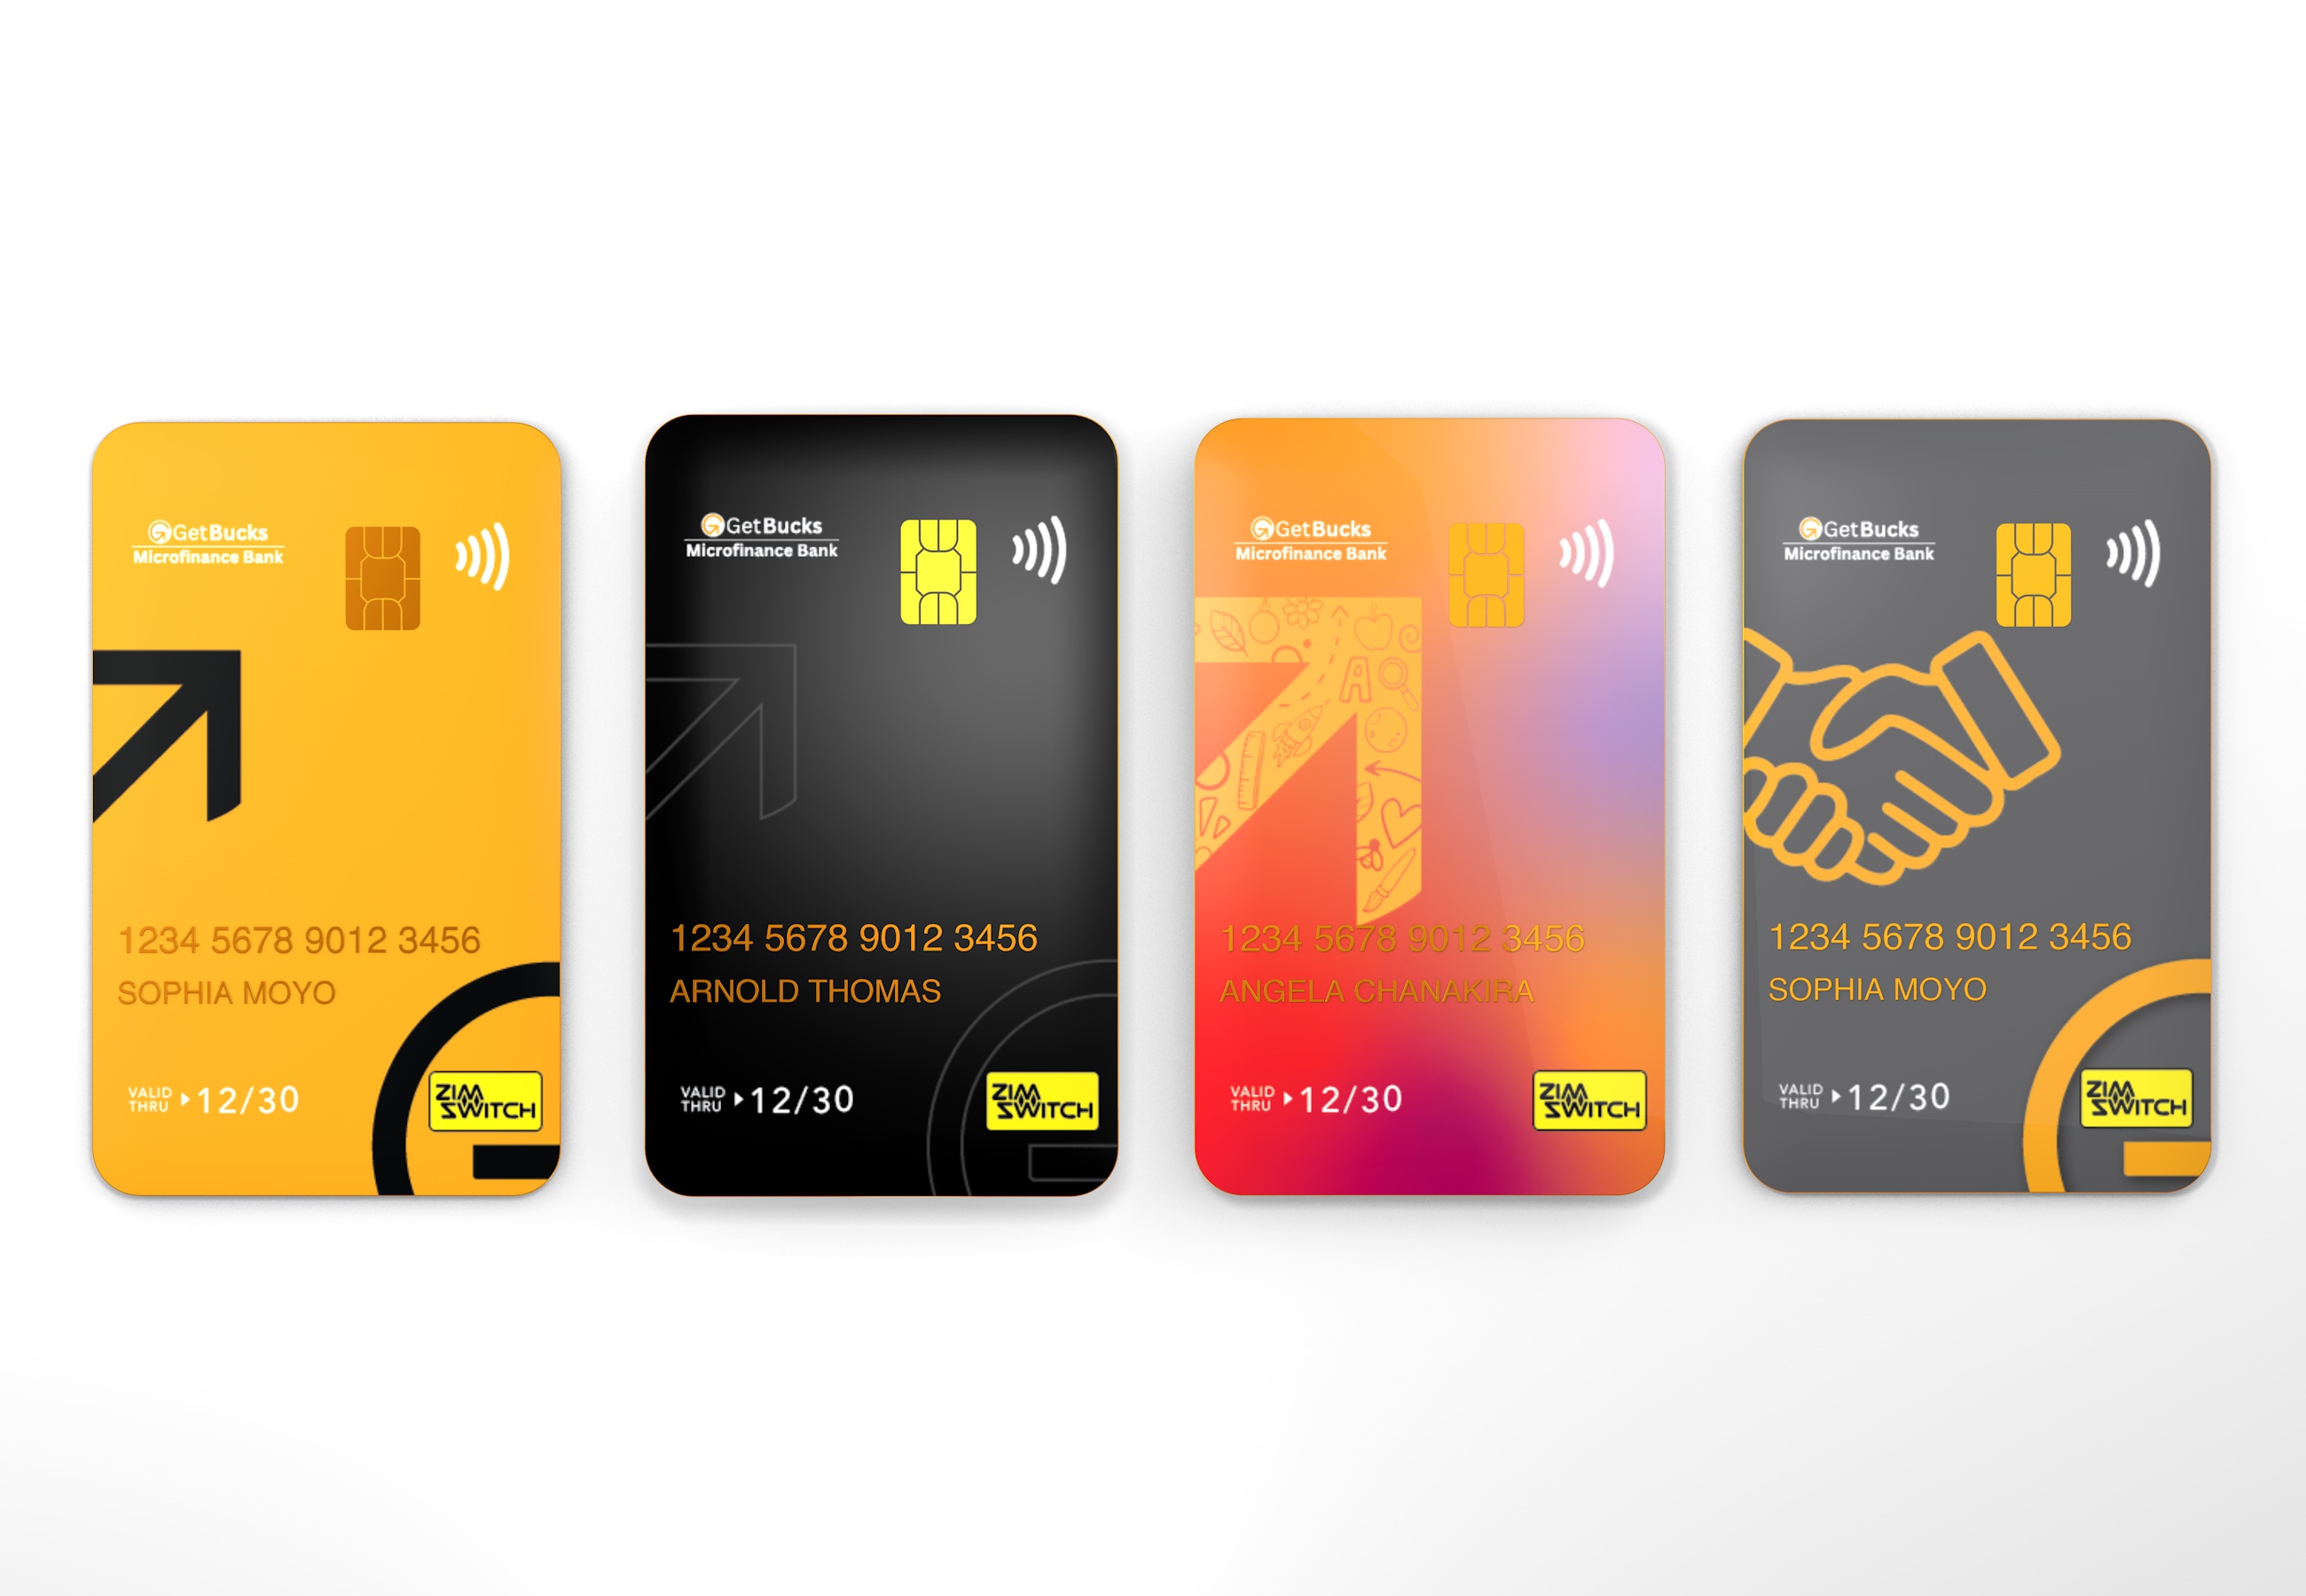 GetBucks
Microfinance Bank
1234 5678 9012 3456
SOPHIA MOYO
VALID
THRU
12/30
ZIM
SWITCH
GetBucks
Microfinance Bank
1234 5678 9012 3456
ARNOLD THOMAS
VALID
THRU
12/30
ZIM
SWITCH
GetBucks
Microfinance Bank
A
1234 5678 9012 3456
ANGELA CHANAKIRA
VALID
THRU
12/30
ZIM
SWITCH
GetBucks
Microfinance Bank
1234 5678 9012 3456
SOPHIA MOYO
VALID
THRU
12/30
ZIM
SWITCH